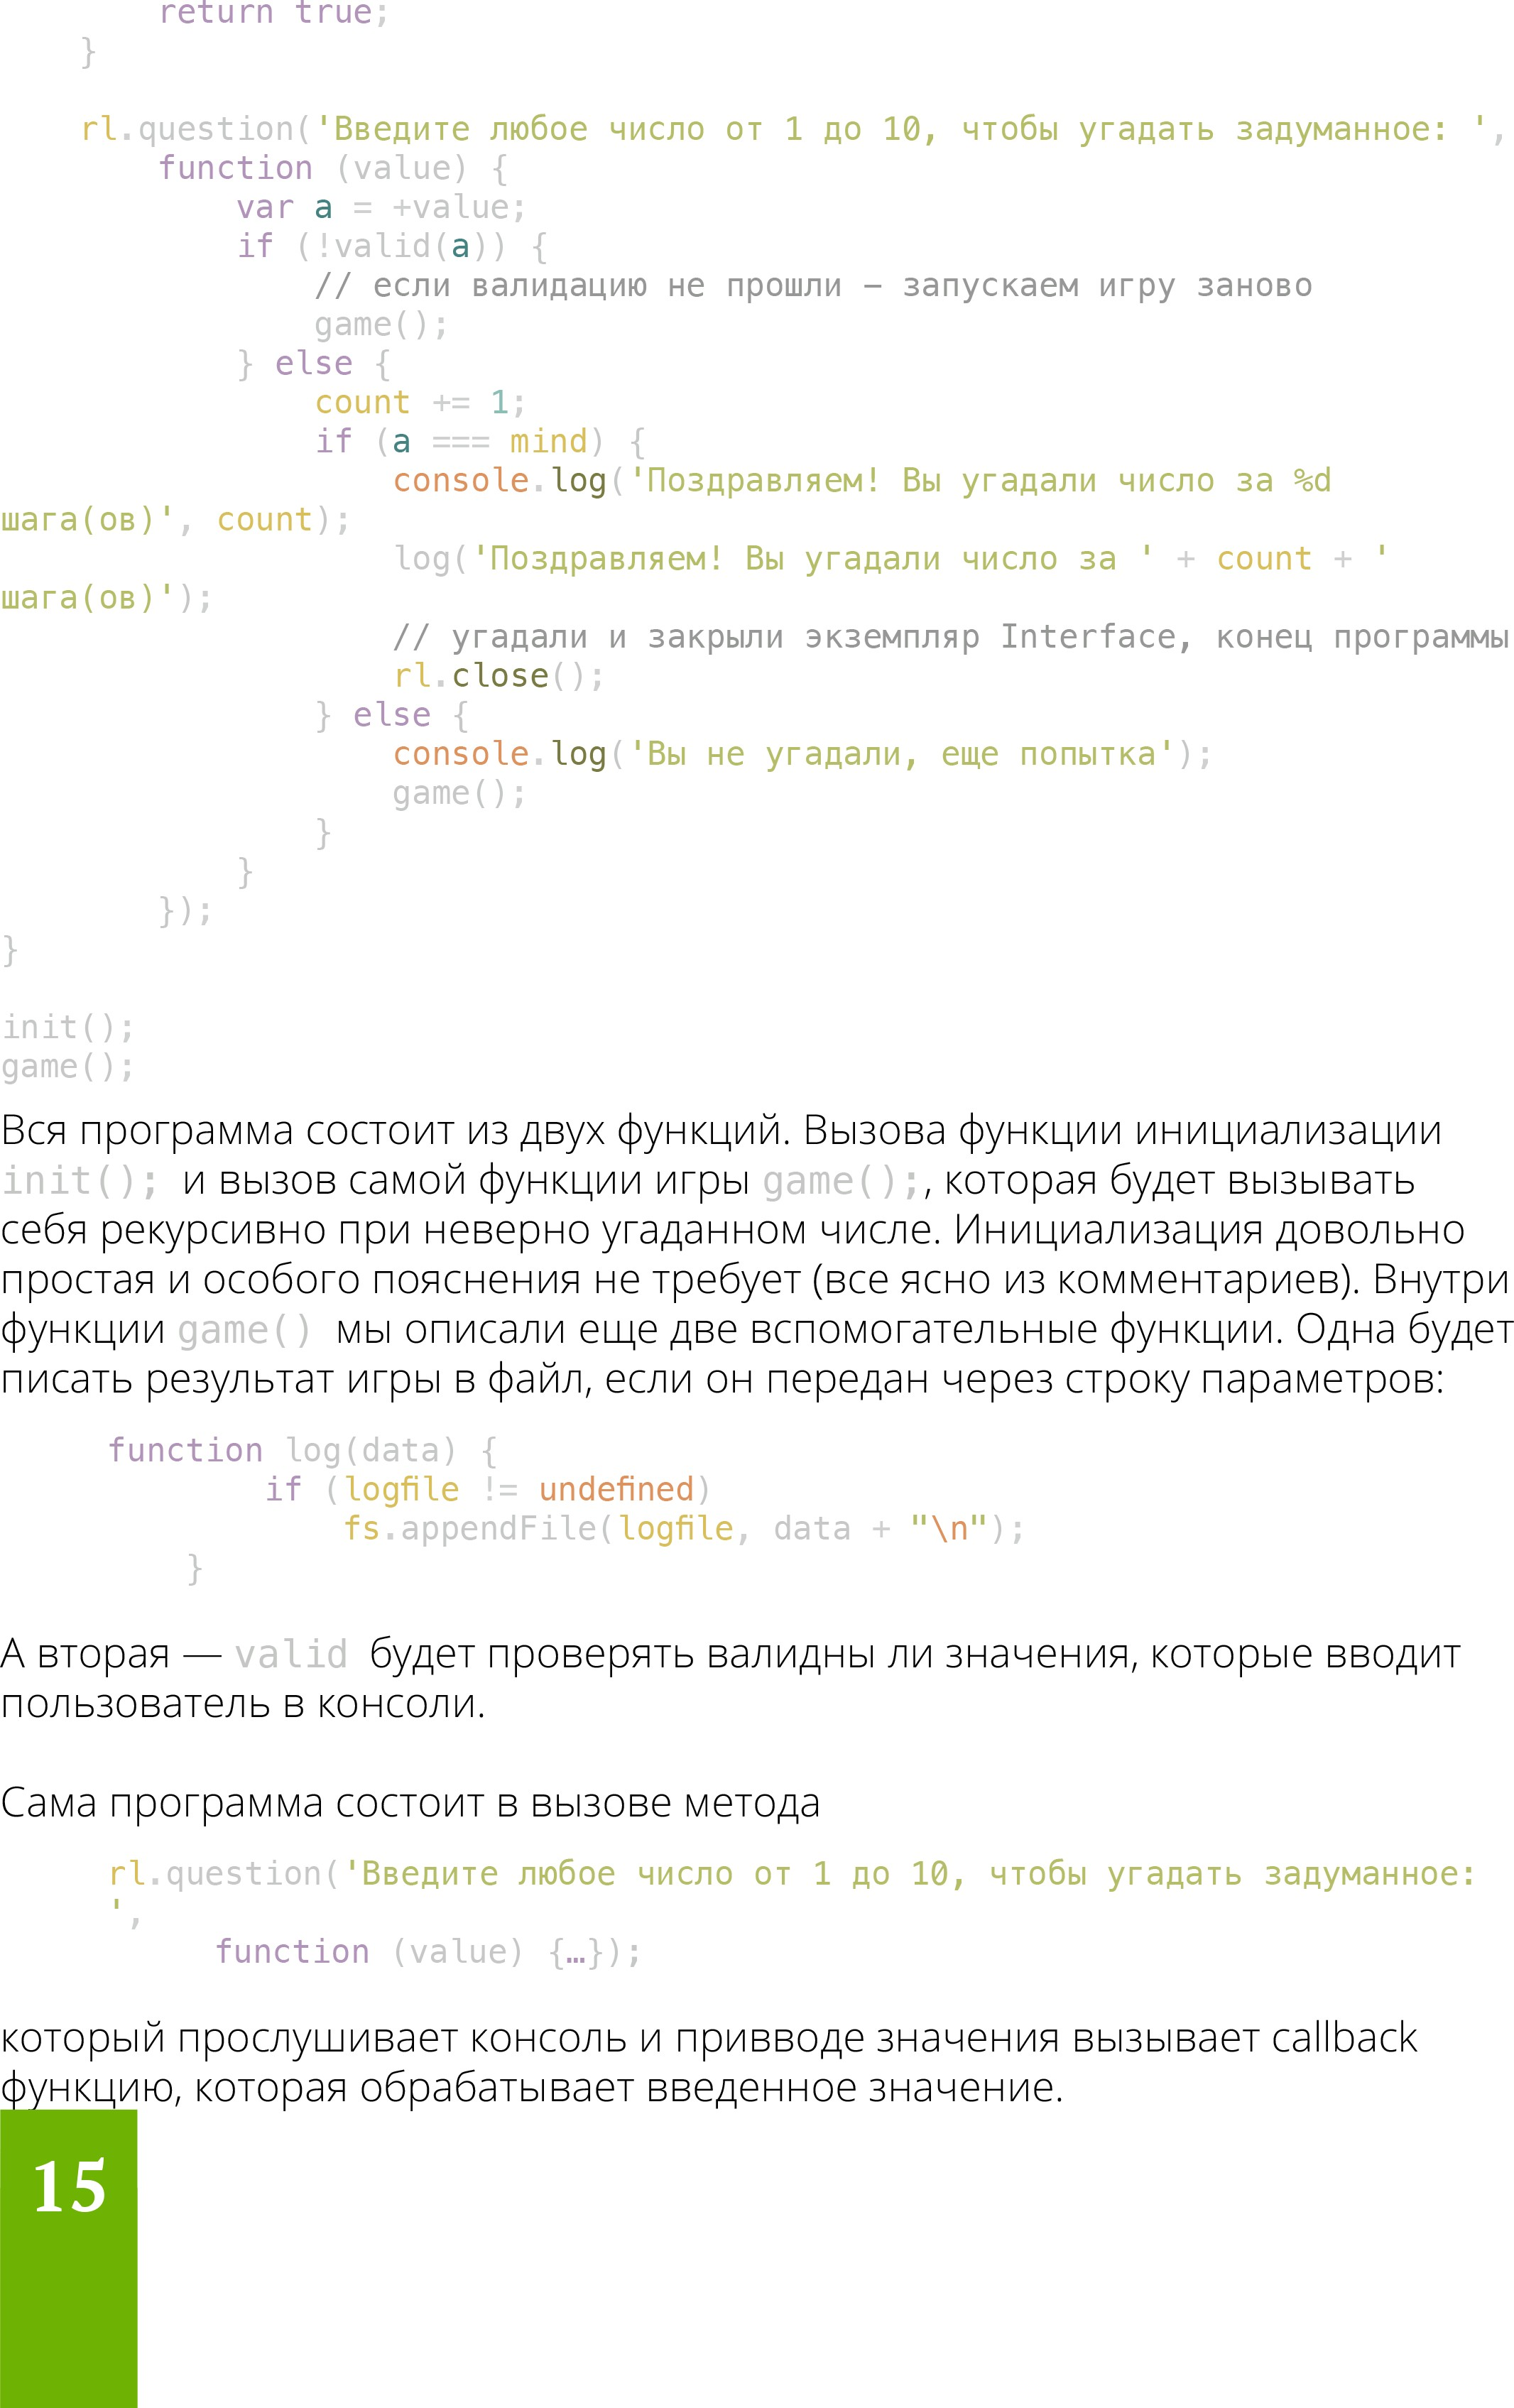 return true;
}
rl.question('Введите любое число от 1 до 10, чтобы угадать задуманное: ',
function (value) {
var a = +value;
if (!valid(a)) {
// если валидацию не прошли – запускаем игру заново
game();
} else {
count += 1;
if (a === mind) {
console.log('Поздравляем! Вы угадали число за %d
шага(ов)', count);
log('Поздравляем! Вы угадали число за ' + count + '
шага(ов)');
// угадали и закрыли экземпляр Interface, конец программы
rl.close();
} else {
console.log('Вы не угадали, еще попытка');
game();
}
}
});
}
init();
game();
Вся программа состоит из двух функций. Вызова функции инициализации
init(); и вызов самой функции игры game();, которая будет вызывать
себя рекурсивно при неверно угаданном числе. Инициализация довольно
простая и особого пояснения не требует (все ясно из комментариев). Внутри
функции game() мы описали еще две вспомогательные функции. Одна будет
писать результат игры в файл, если он передан через строку параметров:
function log(data) {
if (logfile != undefined)
fs.appendFile(logfile, data + "\n");
}
А вторая — valid будет проверять валидны ли значения, которые вводит
пользователь в консоли.
Сама программа состоит в вызове метода
rl.question('Введите любое число от 1 до 10, чтобы угадать задуманное:
',
function (value) {…});
который прослушивает консоль и привводе значения вызывает callback
функцию, которая обрабатывает введенное значение.
15